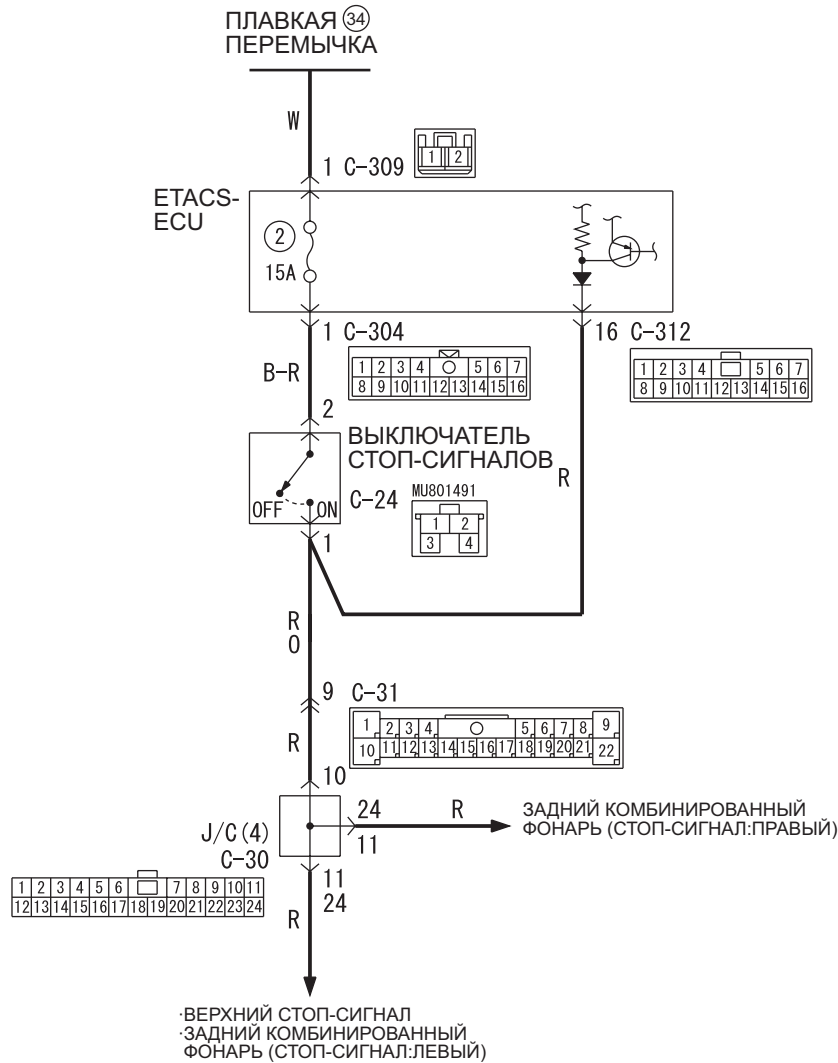 ПЛАВКАЯ 34
ПЕРЕМЫЧКА
W
1 C-309
1 2
ETACS-
ECU
2
15A
1 C-304
16 C-312
1 2 3 4 5 6 7
8 9 10 11 12 13 14 15 16
1 2 3 4 5 6 7
8 9 10 11 12 13 14 15 16
B-R
2
ВЫКЛЮЧАТЕЛЬ
СТОП-СИГНАЛОВ
R
OFF ON
C-24
MU801491
1 2
3 4
1
R
O
9 C-31
1 2 3 4 5 6 7 8 9
10 11 12 13 14 15 16 17 18 19 20 21 22
R
10
J/C(4)
C-30
24
11
R
ЗАДНИЙ КОМБИНИРОВАННЫЙ
ФОНАРЬ (СТОП-СИГНАЛ:ПРАВЫЙ)
11
24
1 2 3 4 5 6 7 8 9 10 11
12 13 14 15 16 17 18 19 20 21 22 23 24
R
·ВЕРХНИЙ СТОП-СИГНАЛ
·ЗАДНИЙ КОМБИНИРОВАННЫЙ
ФОНАРЬ (СТОП-СИГНАЛ:ЛЕВЫЙ)